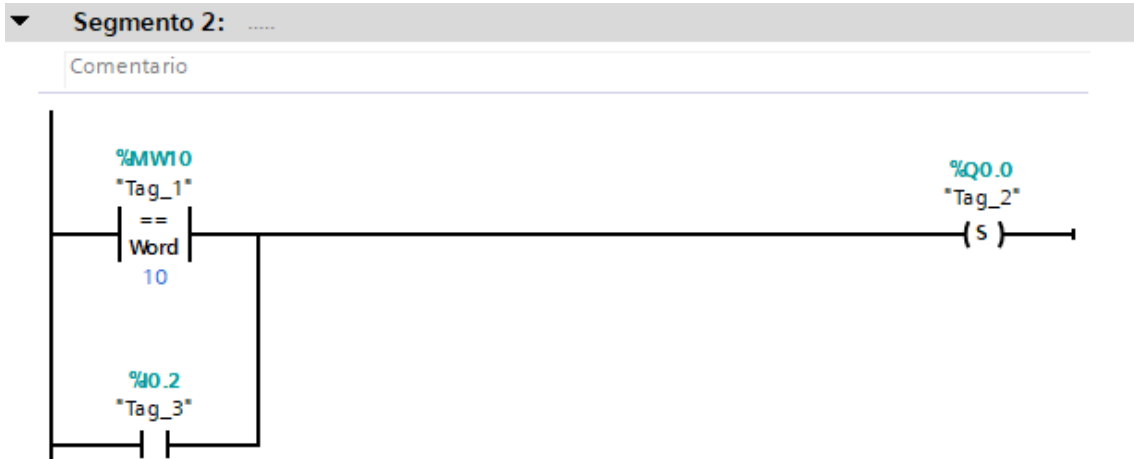 Segmento 2: .....
Comentario
%MW10
"Tag_1"
==
Word
10
%Q0.0
"Tag_2"
S
%I0.2
"Tag_3"